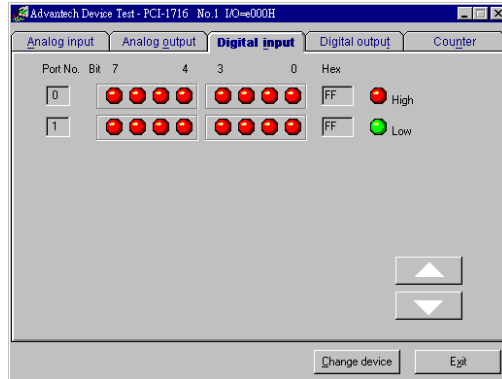 Advantech Device Test - PCI-1716 No.1 I/O=e000H
Analog input Analog output Digital input Digital output Counter
Port No. Bit 7 4 3 0 Hex
0 FF High
1 FF Low
Change device Exit